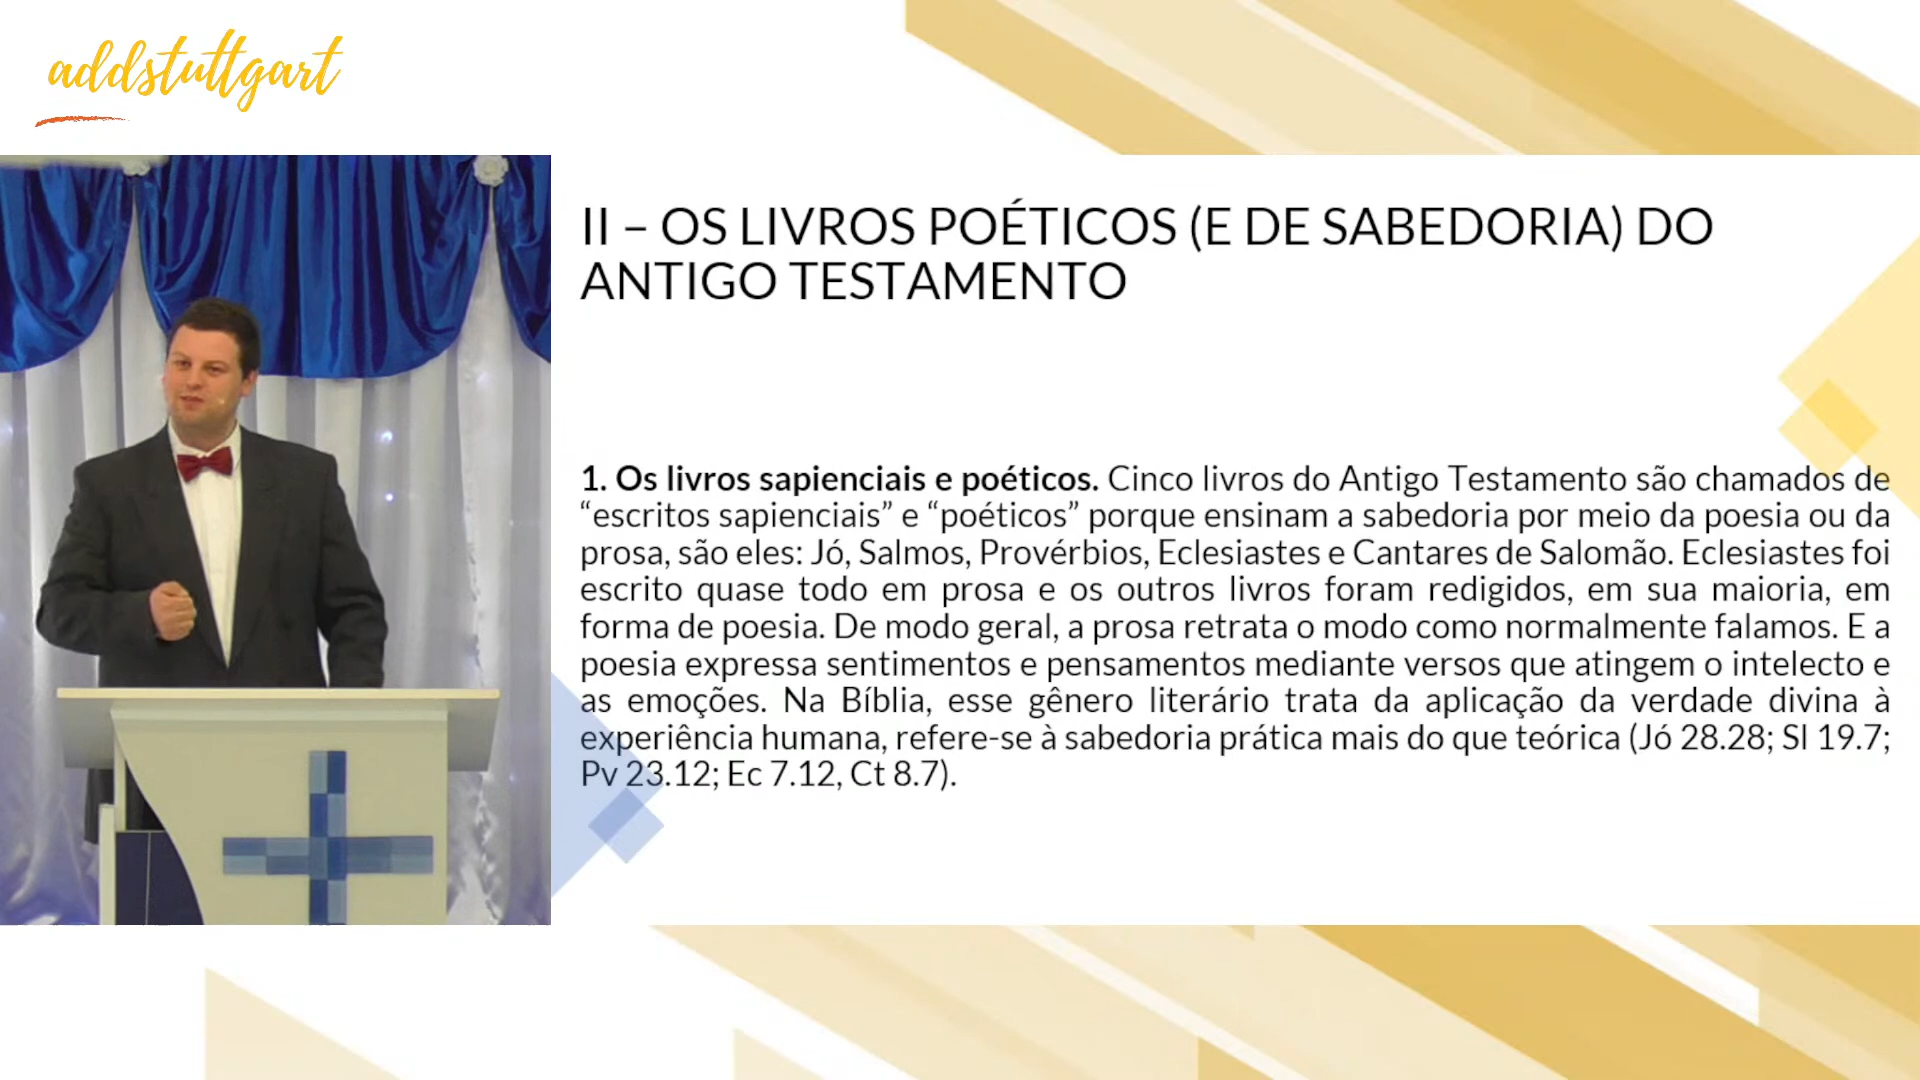 addstuttgart
II – OS LIVROS POÉTICOS (E DE SABEDORIA) DO
ANTIGO TESTAMENTO
1. Os livros sapienciais e poéticos. Cinco livros do Antigo Testamento são chamados de
“escritos sapienciais” e “poéticos” porque ensinam a sabedoria por meio da poesia ou da
prosa, são eles: Jó, Salmos, Provérbios, Eclesiastes e Cantares de Salomão. Eclesiastes foi
escrito quase todo em prosa e os outros livros foram redigidos, em sua maioria, em
forma de poesia. De modo geral, a prosa retrata o modo como normalmente falamos. E a
poesia expressa sentimentos e pensamentos mediante versos que atingem o intelecto e
as emoções. Na Bíblia, esse gênero literário trata da aplicação da verdade divina à
experiência humana, refere-se à sabedoria prática mais do que teórica (Jó 28.28; Sl 19.7;
Pv 23.12; Ec 7.12, Ct 8.7).